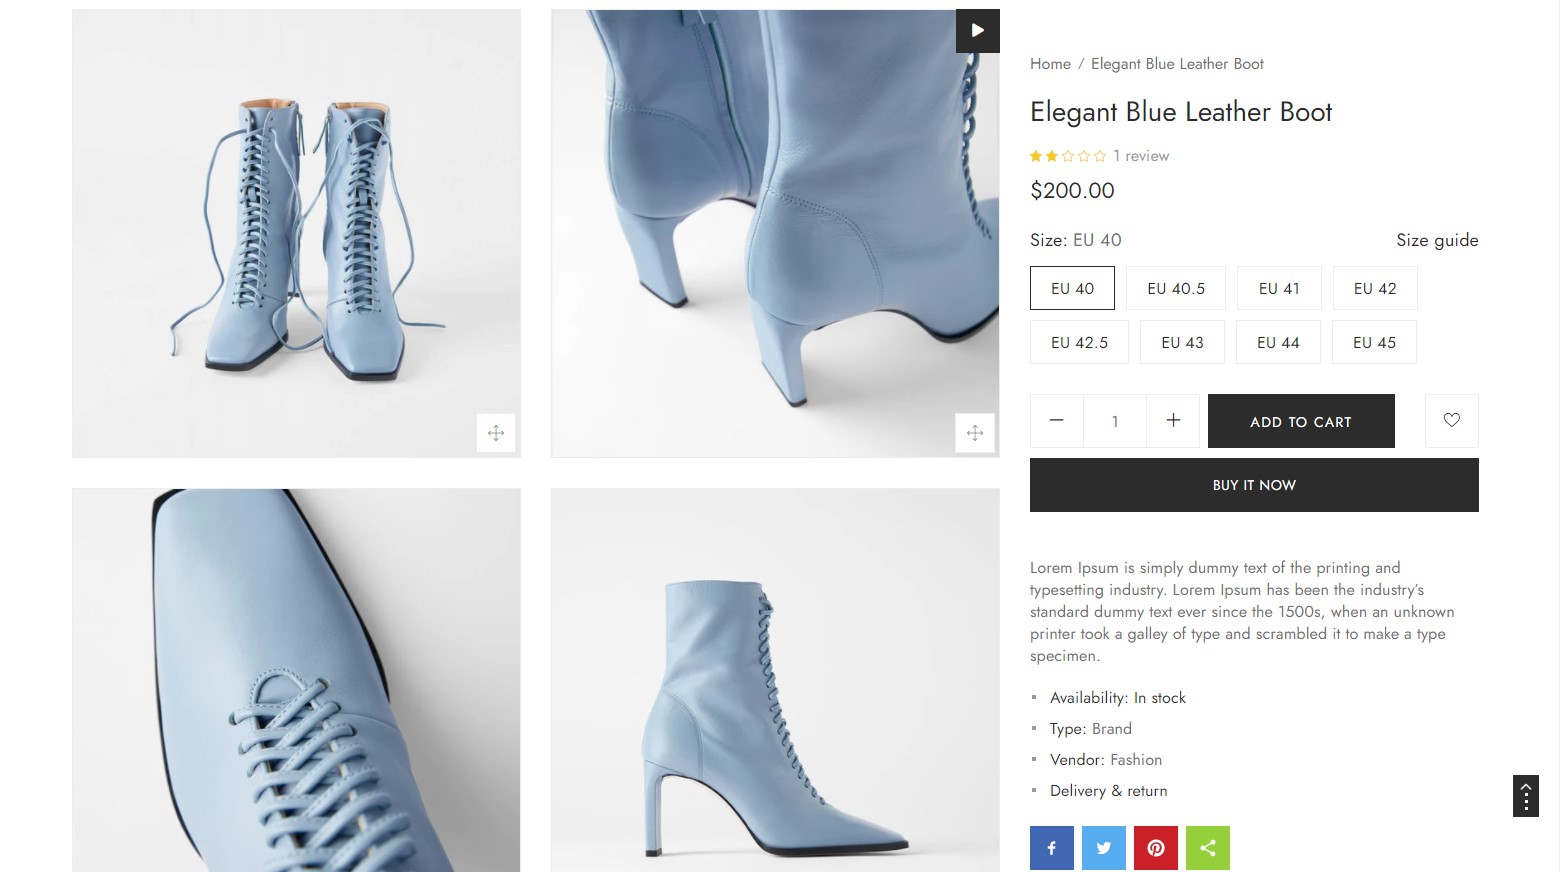 Home / Elegant Blue Leather Boot
Elegant Blue Leather Boot
1 review
$200.00
Size: EU 40
Size guide
EU 40
EU 40.5
EU 41
EU 42
EU 42.5
EU 43
EU 44
EU 45
1
ADD TO CART
BUY IT NOW
Lorem Ipsum is simply dummy text of the printing and
typesetting industry. Lorem Ipsum has been the industry’s
standard dummy text ever since the 1500s, when an unknown
printer took a galley of type and scrambled it to make a type
specimen.
Availability: In stock
Type: Brand
Vendor: Fashion
Delivery & return